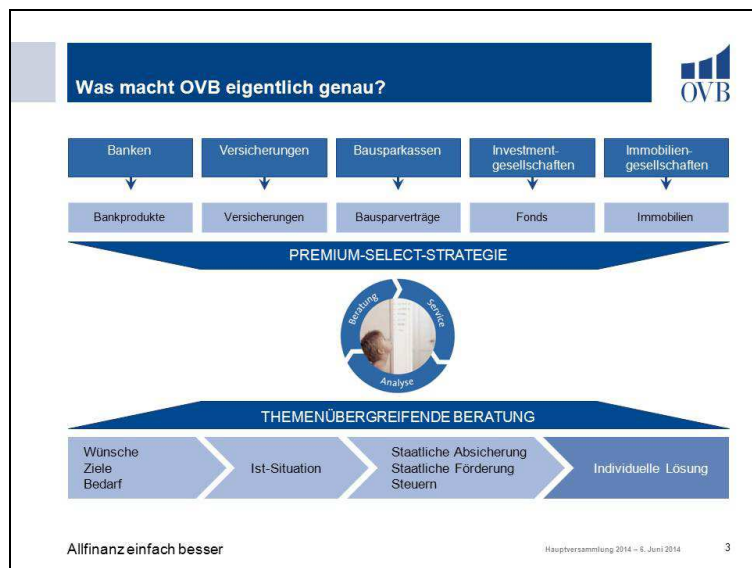 Was macht OVB eigentlich genau?
OVB
Banken
Versicherungen
Bausparkassen
Investment-
gesellschaften
Immobilien-
gesellschaften
Bankprodukte
Versicherungen
Bausparverträge
Fonds
Immobilien
PREMIUM-SELECT-STRATEGIE
Beratung
Service
Analyse
THEMENÜBERGREIFENDE BERATUNG
Wünsche
Ziele
Bedarf
Ist-Situation
Staatliche Absicherung
Staatliche Förderung
Steuern
Individuelle Lösung
Allfinanz einfach besser
Hauptversammlung 2014 – 6. Juni 2014
3